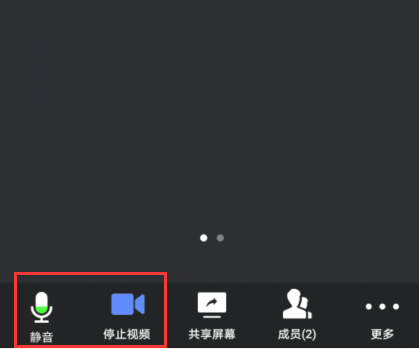 静音
停止视频
共享屏幕
成员(2)
更多